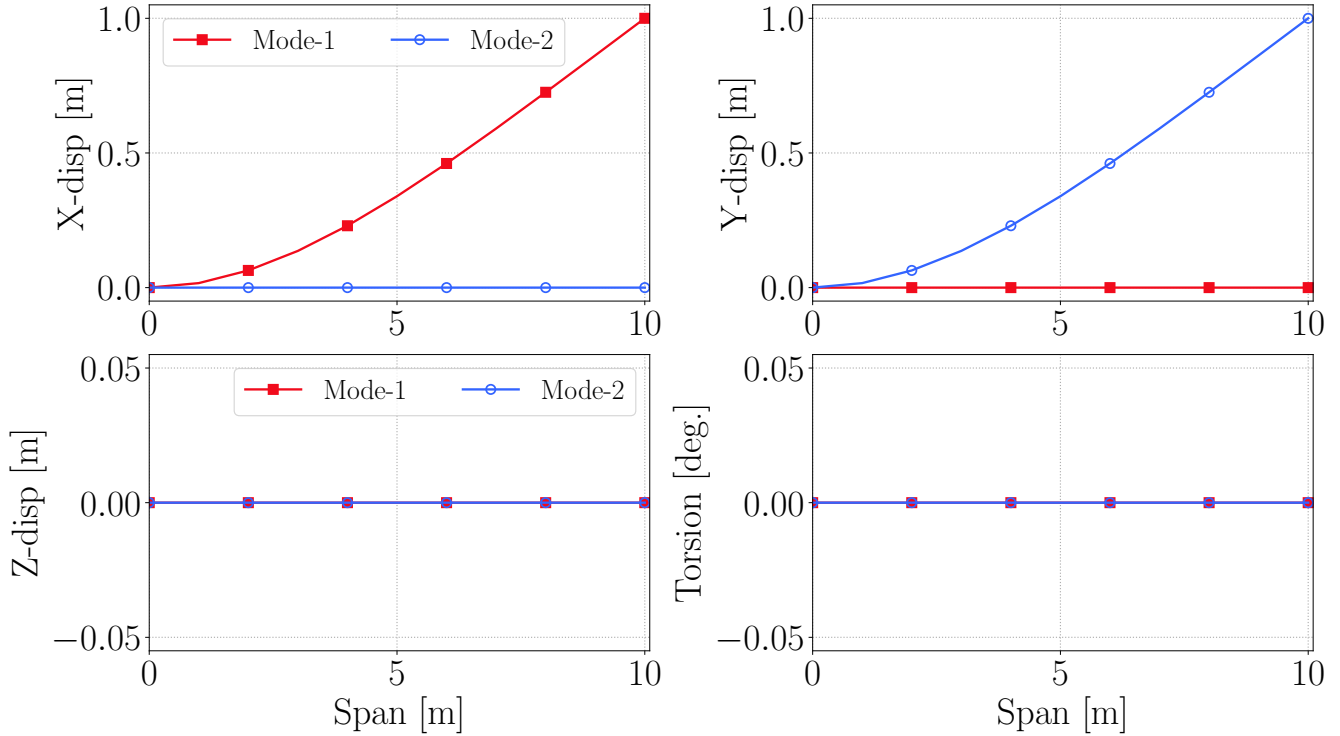 X-disp [m]
1.0
0.5
0.0
Mode-1 Mode-2
0 5 10
Y-disp [m]
1.0
0.5
0.0
0 5 10
Z-disp [m]
0.05
0.00
−0.05
Mode-1 Mode-2
0 5 10
Span [m]
Torsion [deg.]
0.05
0.00
−0.05
0 5 10
Span [m]